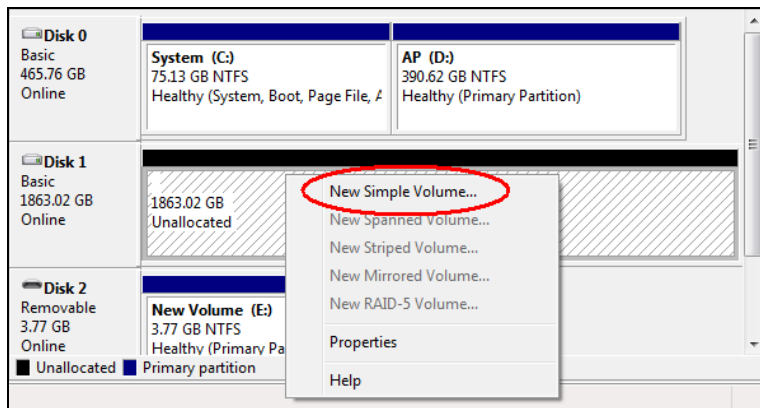 Disk 0
Basic
465.76 GB
Online
System (C:)
75.13 GB NTFS
Healthy (System, Boot, Page File, A
AP (D:)
390.62 GB NTFS
Healthy (Primary Partition)
Disk 1
Basic
1863.02 GB
Online
1863.02 GB
Unallocated
New Simple Volume...
New Spanned Volume...
New Striped Volume...
New Mirrored Volume...
New RAID-5 Volume...
Properties
Help
Disk 2
Removable
3.77 GB
Online
New Volume (E:)
3.77 GB NTFS
Healthy (Primary Pa
Unallocated Primary partition